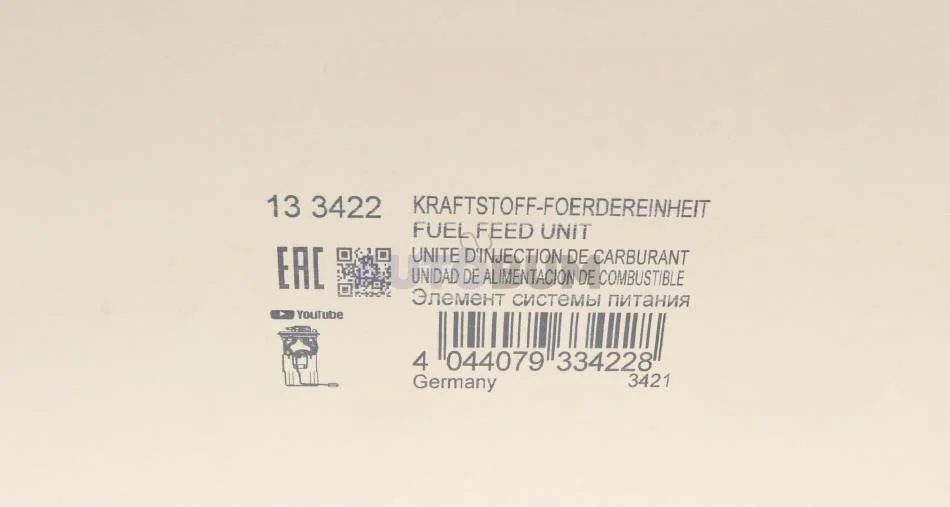 13 3422
KRAFTSTOFF-FOERDEREINHEIT
FUEL FEED UNIT
EAC
UNITE D'INJECTION DE CARBURANT
UNIDAD DE ALIMENTACION DE COMBUSTIBLE
Элемент системы питания
YouTube
4 044079 334228
Germany
3421
AUTODUM